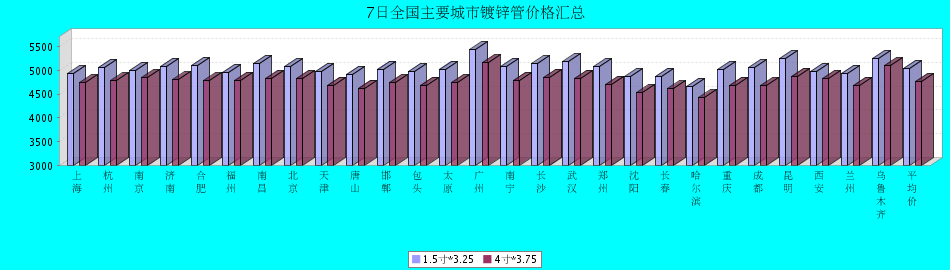 7日全国主要城市镀锌管价格汇总
5500
5000
4500
4000
3500
3000
上海
杭州
南京
济南
合肥
福州
南昌
北京
天津
唐山
邯郸
包头
太原
广州
南宁
长沙
武汉
郑州
沈阳
长春
哈尔滨
重庆
成都
昆明
西安
兰州
乌鲁木齐
平均价
1.5寸*3.25
4寸*3.75